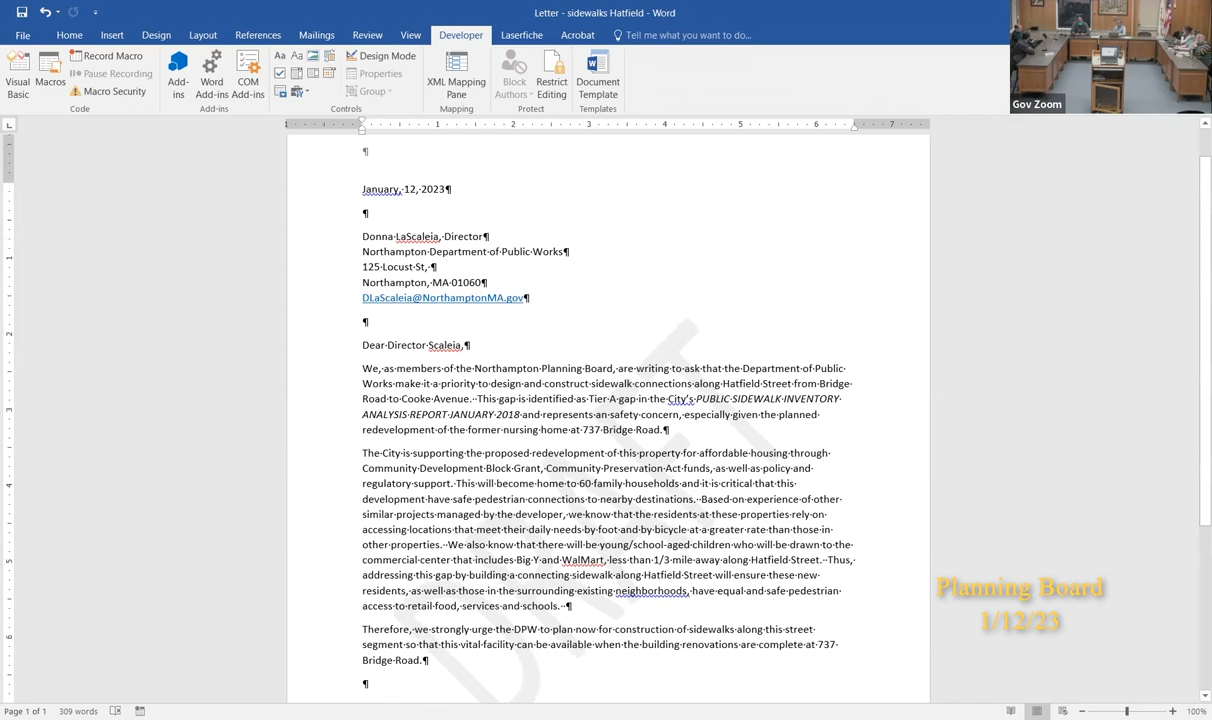 Letter - sidewalks Hatfield - Word
File Home Insert Design Layout References Mailings Review View Developer Laserfiche Acrobat Tell me what you want to do...
Visual Basic
Macros
Record Macro
Pause Recording
Macro Security
Code
Add-ins
Word Add-ins
COM Add-ins
Add-ins
Design Mode
Properties
Group
Controls
XML Mapping Pane
Mapping
Block Authors
Restrict Editing
Protect
Document Template
Templates
Gov Zoom
1 2 3 4 5 6 7
January, 12, 2023¶
Donna LaScaleia, Director¶
Northampton Department of Public Works¶
125 Locust St, ¶
Northampton, MA 01060¶
DLaScaleia@NorthamptonMA.gov¶
Dear Director Scaleia,¶
We, as members of the Northampton Planning Board, are writing to ask that the Department of Public
Works make it a priority to design and construct sidewalk connections along Hatfield Street from Bridge
Road to Cooke Avenue. This gap is identified as Tier A gap in the City's PUBLIC SIDEWALK INVENTORY
ANALYSIS REPORT JANUARY 2018 and represents an safety concern, especially given the planned
redevelopment of the former nursing home at 737 Bridge Road.¶
The City is supporting the proposed redevelopment of this property for affordable housing through
Community Development Block Grant, Community Preservation Act funds, as well as policy and
regulatory support. This will become home to 60 family households and it is critical that this
development have safe pedestrian connections to nearby destinations. Based on experience of other
similar projects managed by the developer, we know that the residents at these properties rely on
accessing locations that meet their daily needs by foot and by bicycle at a greater rate than those in
other properties. We also know that there will be young/school-aged children who will be drawn to the
commercial center that includes Big Y and WalMart, less than 1/3 mile away along Hatfield Street. Thus,
addressing this gap by building a connecting sidewalk along Hatfield Street will ensure these new
residents, as well as those in the surrounding existing neighborhoods, have equal and safe pedestrian
access to retail food, services and schools. ¶
Therefore, we strongly urge the DPW to plan now for construction of sidewalks along this street
segment so that this vital facility can be available when the building renovations are complete at 737
Bridge Road.¶
DRAFT
Planning Board
1/12/23
Page 1 of 1 309 words 100%